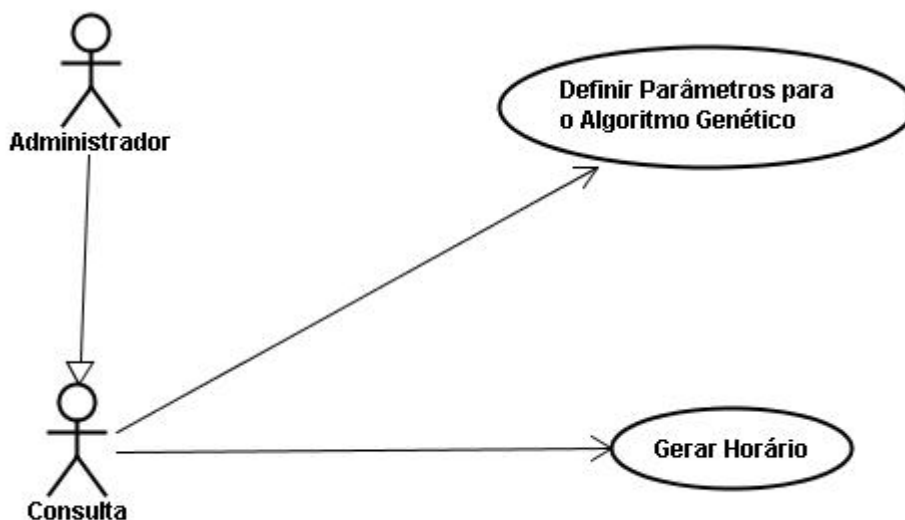 Administrador
Definir Parâmetros para
o Algoritmo Genético
Consulta
Gerar Horário